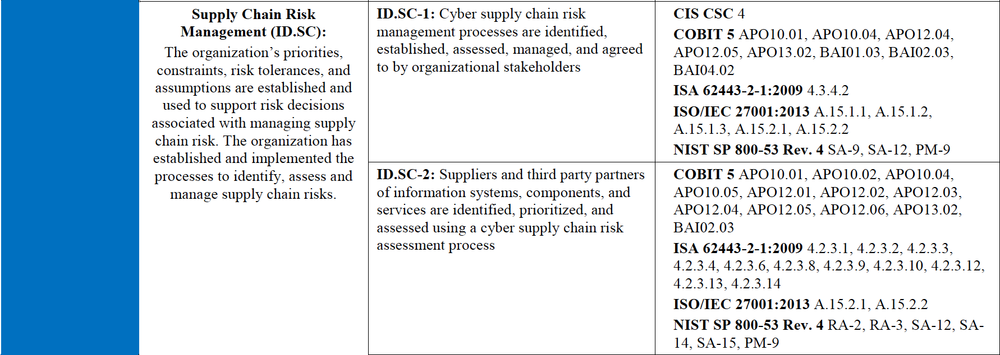 Supply Chain Risk
Management (ID.SC):
The organization’s priorities,
constraints, risk tolerances, and
assumptions are established and
used to support risk decisions
associated with managing supply
chain risk. The organization has
established and implemented the
processes to identify, assess and
manage supply chain risks.
ID.SC-1: Cyber supply chain risk
management processes are identified,
established, assessed, managed, and agreed
to by organizational stakeholders
CIS CSC 4
COBIT 5 APO10.01, APO10.04, APO12.04,
APO12.05, APO13.02, BAI01.03, BAI02.03,
BAI04.02
ISA 62443-2-1:2009 4.3.4.2
ISO/IEC 27001:2013 A.15.1.1, A.15.1.2,
A.15.1.3, A.15.2.1, A.15.2.2
NIST SP 800-53 Rev. 4 SA-9, SA-12, PM-9
ID.SC-2: Suppliers and third party partners
of information systems, components, and
services are identified, prioritized, and
assessed using a cyber supply chain risk
assessment process
COBIT 5 APO10.01, APO10.02, APO10.04,
APO10.05, APO12.01, APO12.02, APO12.03,
APO12.04, APO12.05, APO12.06, APO13.02,
BAI02.03
ISA 62443-2-1:2009 4.2.3.1, 4.2.3.2, 4.2.3.3,
4.2.3.4, 4.2.3.6, 4.2.3.8, 4.2.3.9, 4.2.3.10, 4.2.3.12,
4.2.3.13, 4.2.3.14
ISO/IEC 27001:2013 A.15.2.1, A.15.2.2
NIST SP 800-53 Rev. 4 RA-2, RA-3, SA-12, SA-
14, SA-15, PM-9